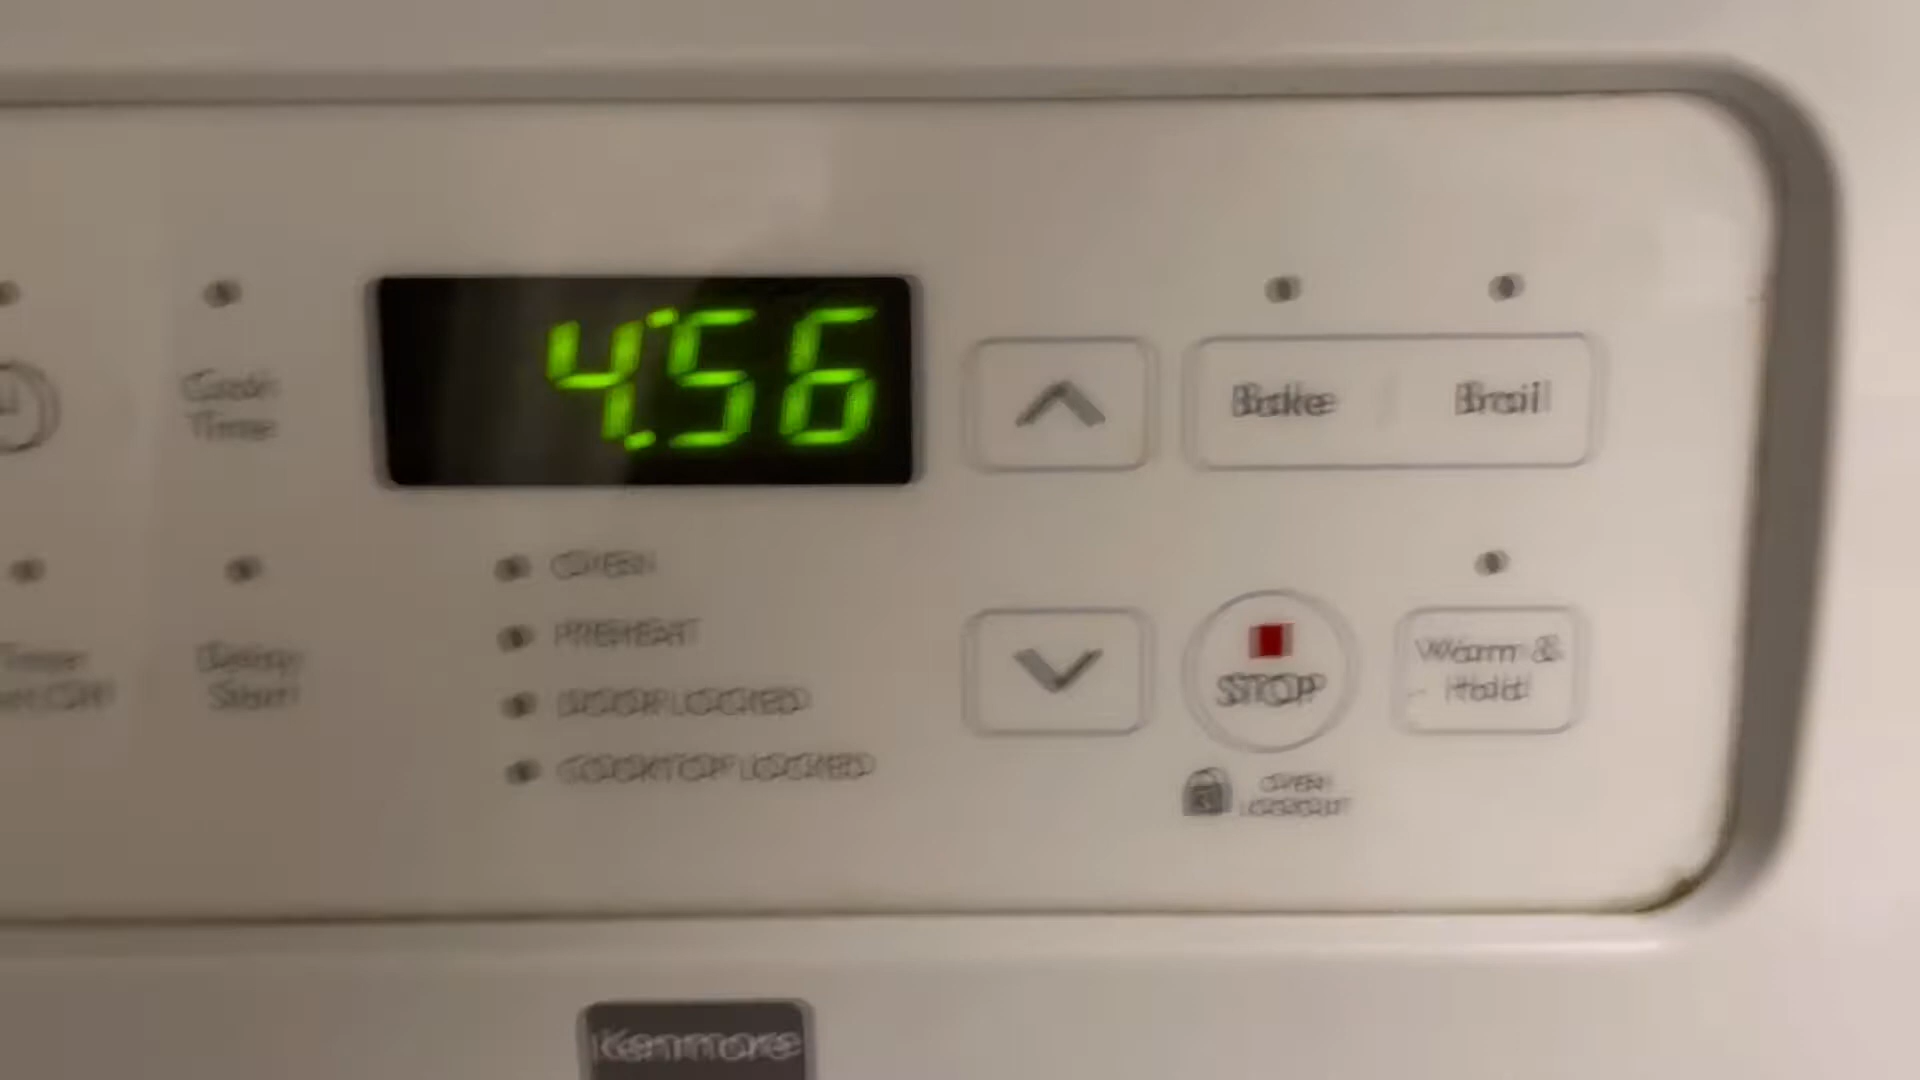 4:56
Cook
Time
Bake
Broil
OVEN
PREHEAT
DOOR LOCKED
COOKTOP LOCKED
Delay
Start
STOP
Warm &
Hold
OVEN
LOCKOUT
Kenmore